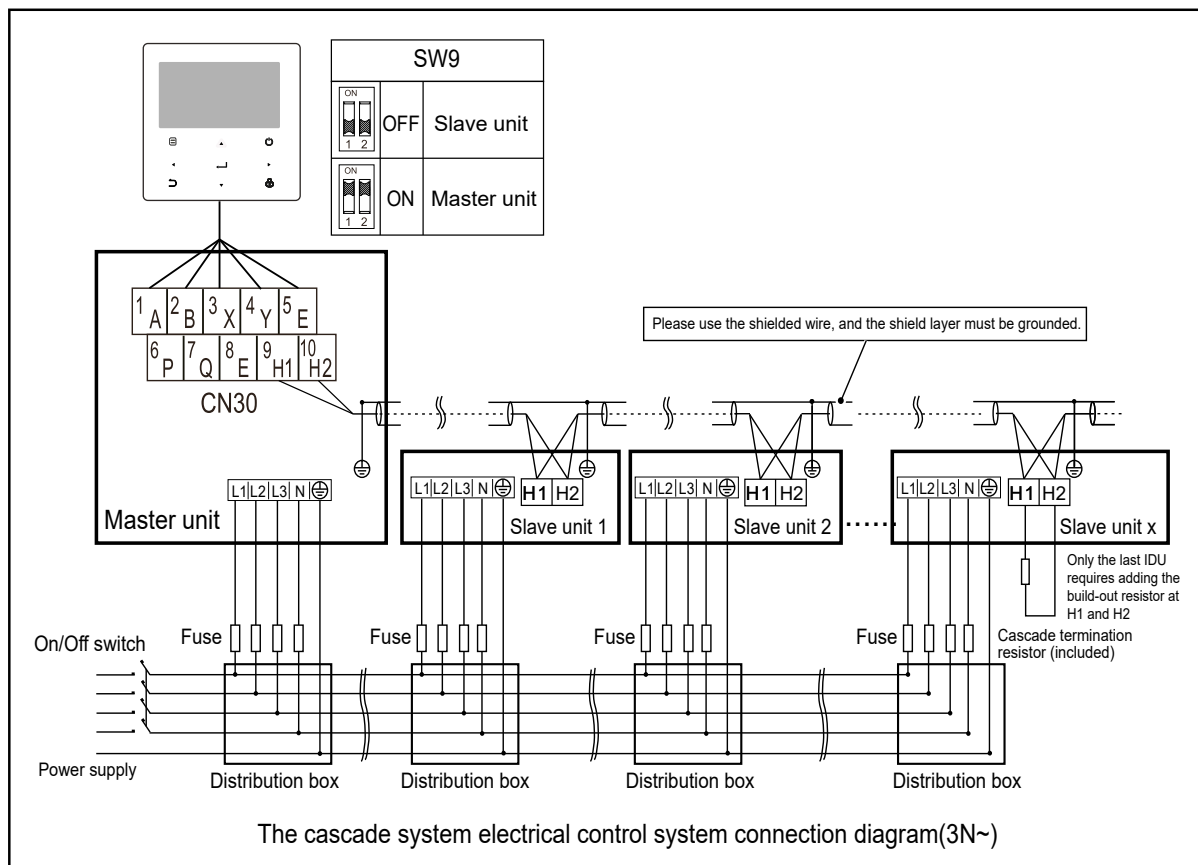 SW9
ON
1 2
OFF
Slave unit
ON
1 2
ON
Master unit
1 A
2 B
3 X
4 Y
5 E
6 P
7 Q
8 E
9 H1
10 H2
CN30
Please use the shielded wire, and the shield layer must be grounded.
L1 L2 L3 N
Master unit
L1 L2 L3 N
H1 H2
Slave unit 1
L1 L2 L3 N
H1 H2
Slave unit 2
......
L1 L2 L3 N
H1 H2
Slave unit x
Only the last IDU
requires adding the
build-out resistor at
H1 and H2
Cascade termination
resistor (included)
On/Off switch
Fuse
Fuse
Fuse
Fuse
Power supply
Distribution box
Distribution box
Distribution box
Distribution box
The cascade system electrical control system connection diagram(3N~)